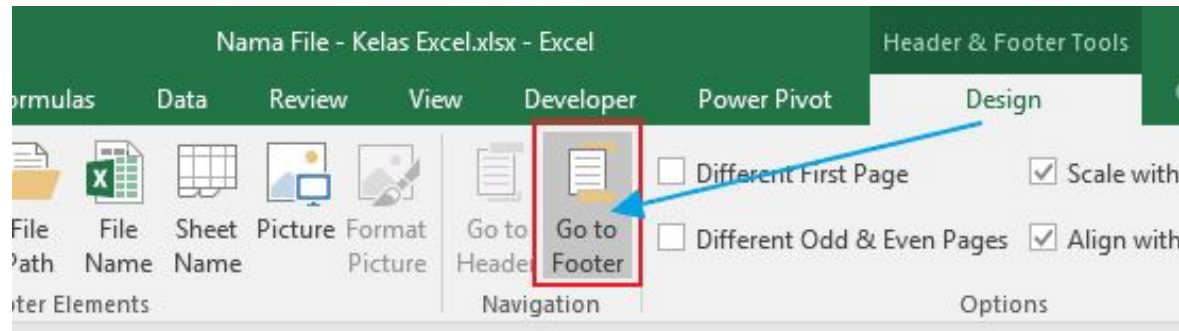 Nama File - Kelas Excel.xlsx - Excel
Header & Footer Tools
ormulas Data Review View Developer Power Pivot Design
Different First Page Scale with
File File Sheet Picture Format Go to Go to
Different Odd & Even Pages Align with
Path Name Name Picture Header Footer
ter Elements Navigation Options